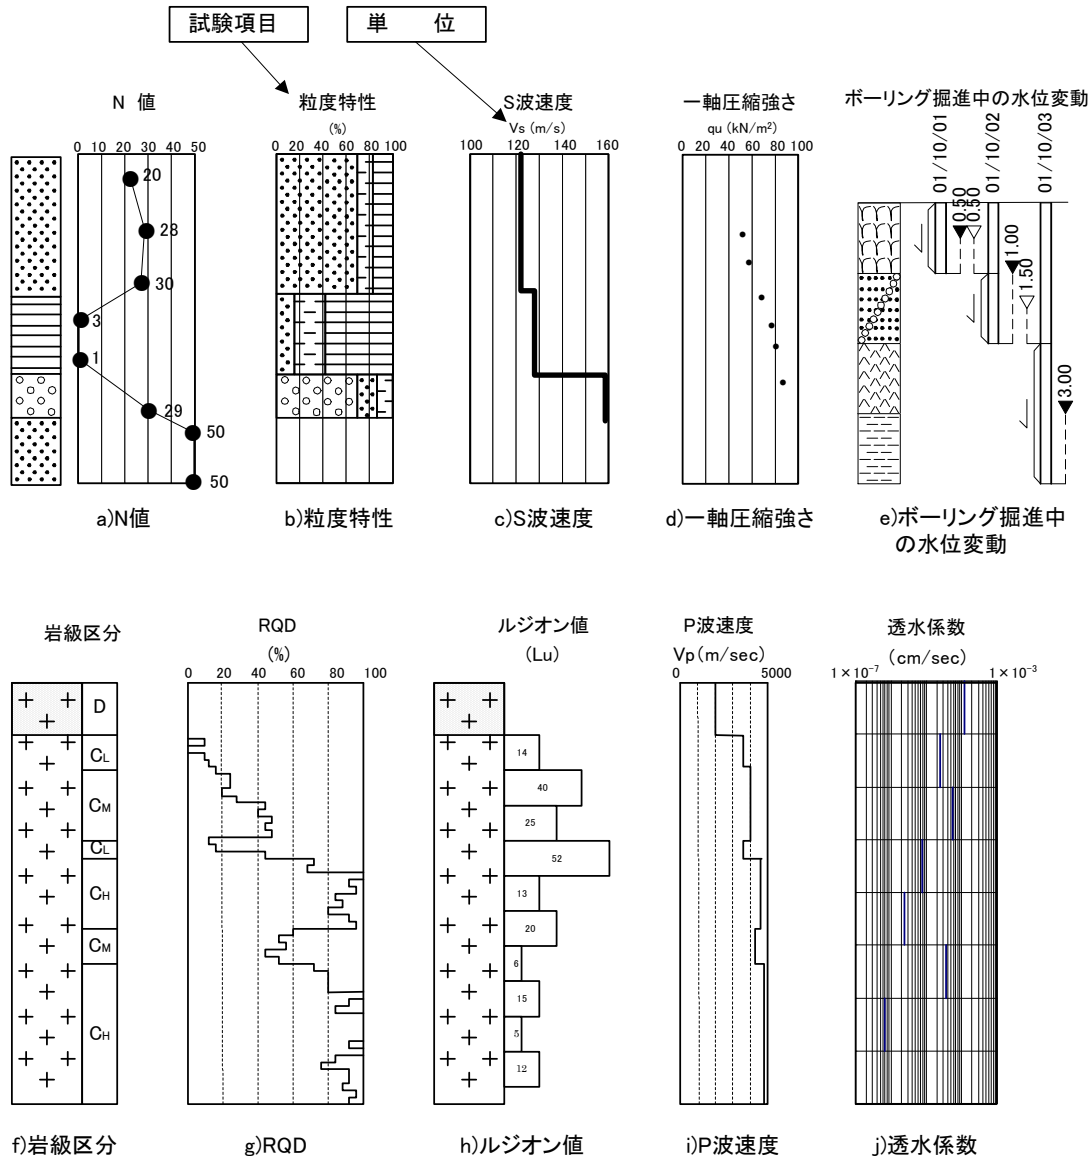 試験項目
単　位
N 値
粒度特性
S波速度
一軸圧縮強さ
ボーリング掘進中の水位変動
(%)
Vs (m/s)
qu (kN/m²)
0 10 30 50
0 20 40 60 80 100
100 120 140 160
0 20 40 60 80 100
01/10/01
01/10/02
01/10/03
20
28
30
3
1
29
50
50
0.50
0.50
1.00
1.50
3.00
a)N値
b)粒度特性
c)S波速度
d)一軸圧縮強さ
e)ボーリング掘進中
の水位変動
岩級区分
RQD
(%)
0 20 40 60 80 100
ルジオン値
(Lu)
P波速度
Vp(m/sec)
0 5000
透水係数
(cm/sec)
1×10⁻⁷ 1×10⁻³
D
CL
CM
CL
CH
CM
CH
14
40
25
52
13
20
6
15
5
12
f)岩級区分
g)RQD
h)ルジオン値
i)P波速度
j)透水係数